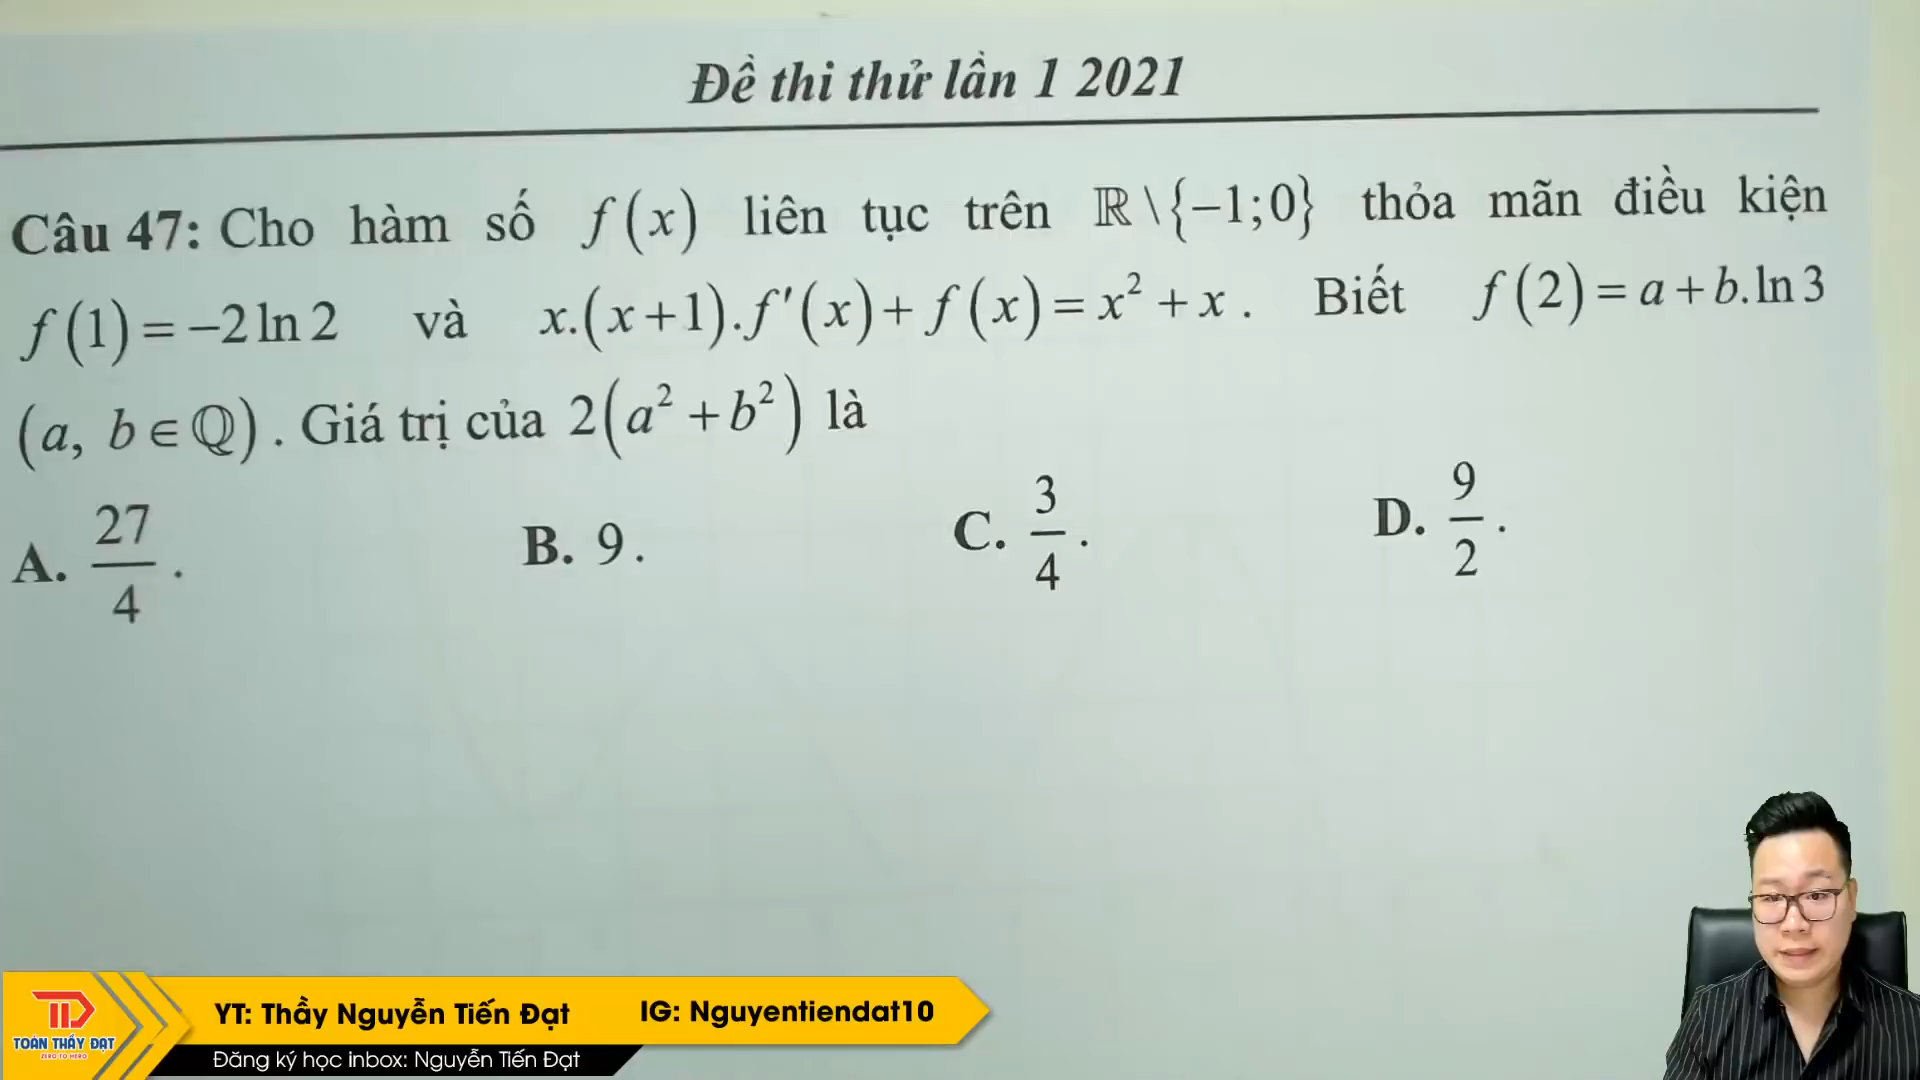 Đề thi thử lần 1 2021
Câu 47: Cho hàm số f(x) liên tục trên ℝ\{−1;0} thỏa mãn điều kiện
f(1)=−2ln2 và x.(x+1).f'(x)+f(x)=x²+x. Biết f(2)=a+b.ln3
(a, b∈ℚ). Giá trị của 2(a²+b²) là
A. 27/4. B. 9. C. 3/4. D. 9/2.
TOÁN THẦY ĐẠT
ZERO TO HERO
YT: Thầy Nguyễn Tiến Đạt IG: Nguyentiendat10
Đăng ký học inbox: Nguyễn Tiến Đạt